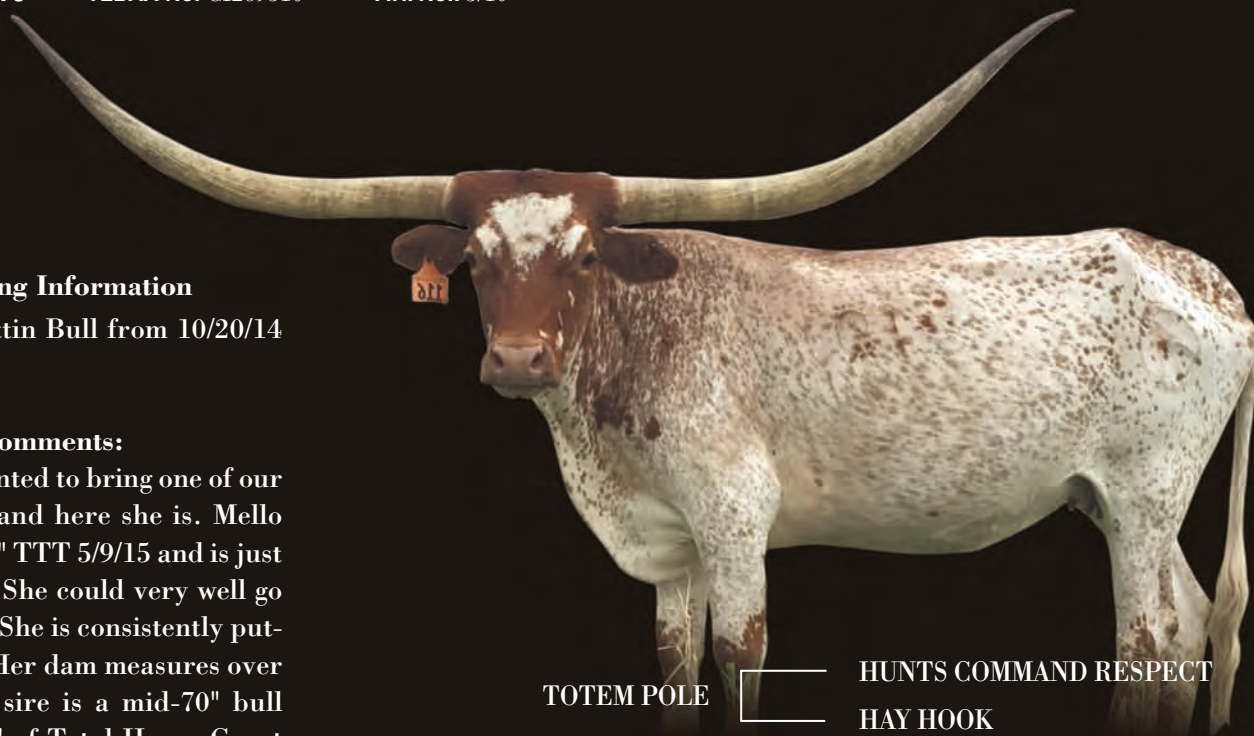 ng Information
ttin Bull from 10/20/14
omments:
nted to bring one of our
and here she is. Mello
" TTT 5/9/15 and is just
She could very well go
She is consistently put-
Her dam measures over
sire is a mid-70" bull
116
TOTEM POLE
HUNTS COMMAND RESPECT
HAY HOOK